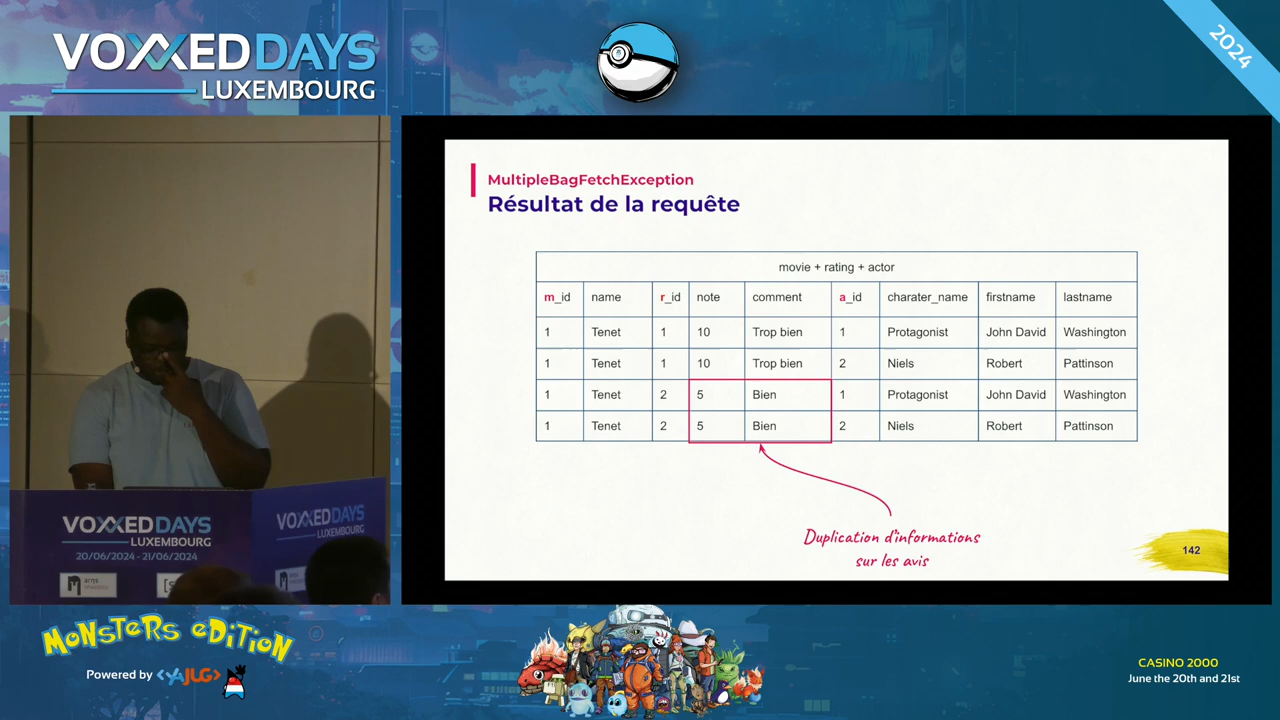 VOXXED DAYS
LUXEMBOURG
2024
MultipleBagFetchException
Résultat de la requête
movie + rating + actor
m_id name r_id note comment a_id charater_name firstname lastname
1 Tenet 1 10 Trop bien 1 Protagonist John David Washington
1 Tenet 1 10 Trop bien 2 Niels Robert Pattinson
1 Tenet 2 5 Bien 1 Protagonist John David Washington
1 Tenet 2 5 Bien 2 Niels Robert Pattinson
Duplication d'informations
sur les avis
142
VOXXED DAYS
LUXEMBOURG
20/06/2024 - 21/06/2024
VOXXED DAYS
LUXEMBOURG
MONSTERS EDITION
Powered by <YAJUG>
CASINO 2000
June the 20th and 21st